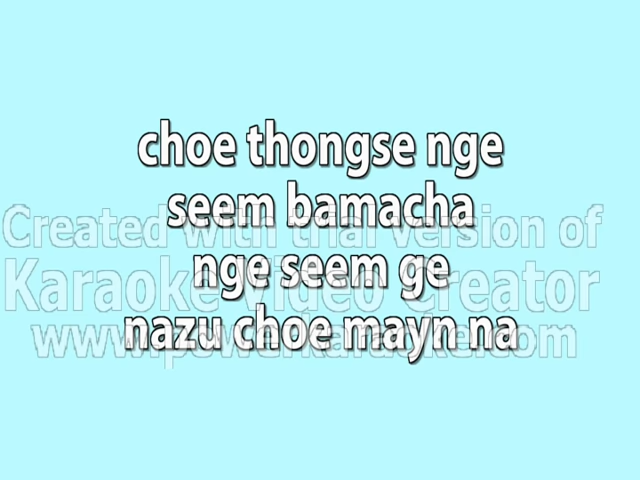 choe thongse nge
seem bamacha
Created with trial version of
nge seem ge
Karaoke Video Creator
nazu choe mayn na
www.powerkaraoke.com